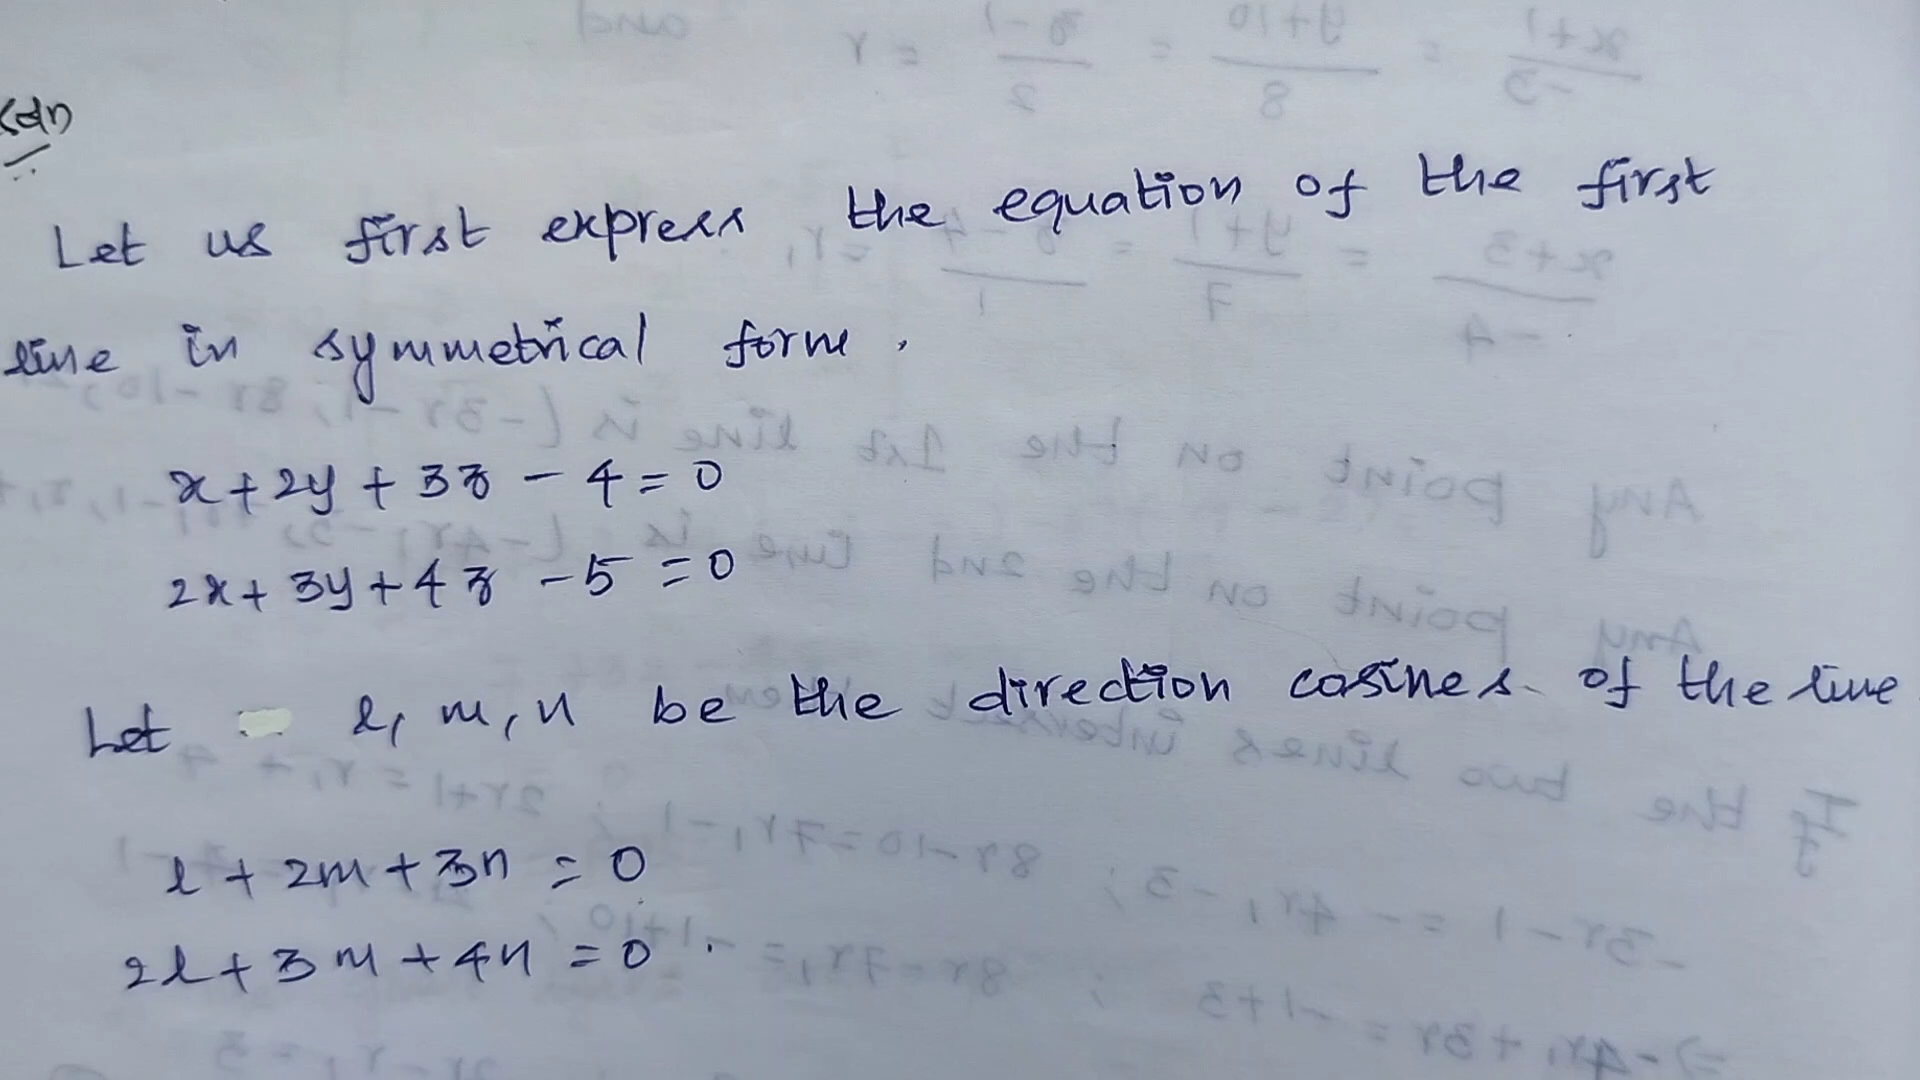 Soln
Let us first express the equation of the first
line in symmetrical form.
x + 2y + 3z - 4 = 0
2x + 3y + 4z - 5 = 0
Let l, m, n be the direction cosines of the line
l + 2m + 3n = 0
2l + 3m + 4n = 0.